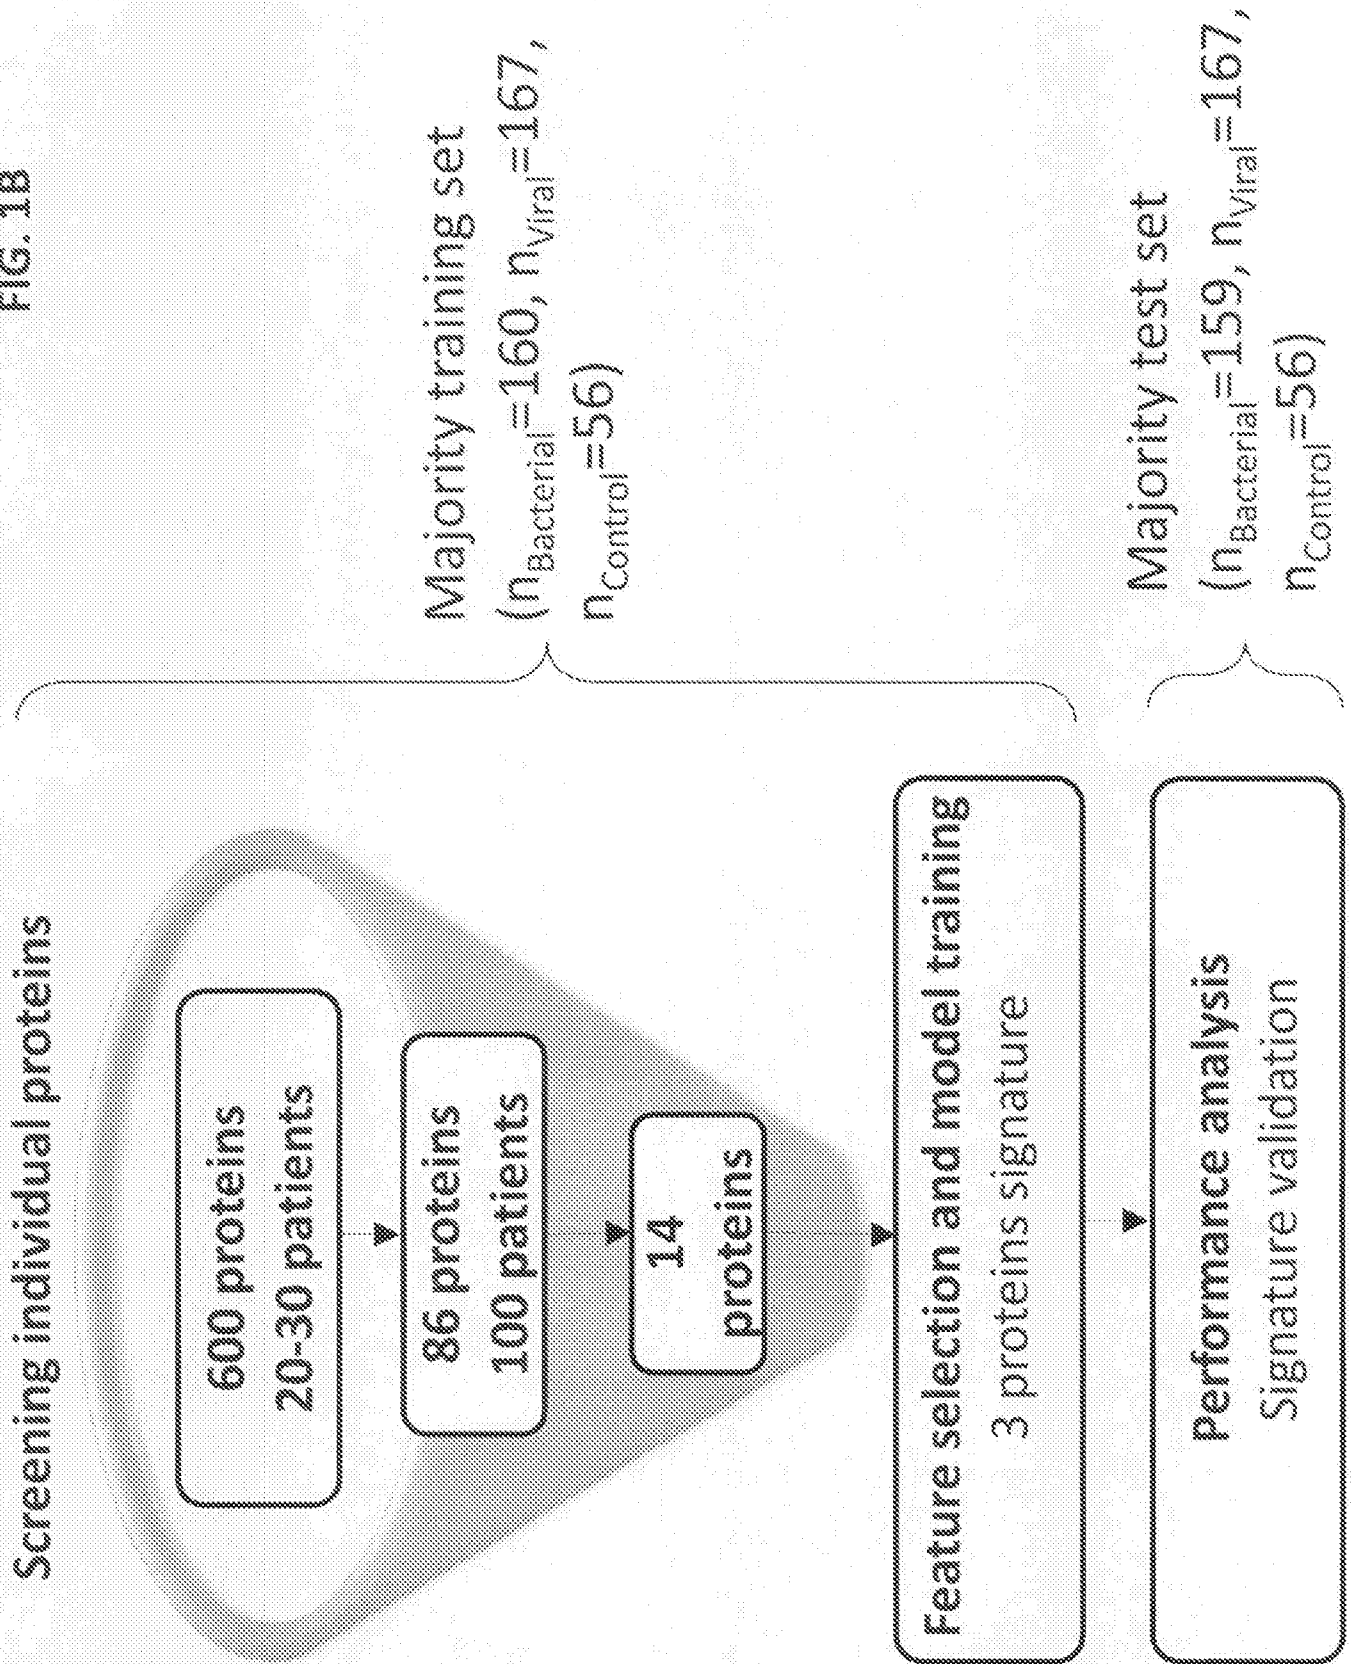 FIG. 1B
Screening individual proteins
600 proteins
20-30 patients
86 proteins
100 patients
14
proteins
Feature selection and model training
3 proteins signature
Performance analysis
Signature validation
Majority training set
(nBacterial=160, nViral=167,
nControl=56)
Majority test set
(nBacterial=159, nViral=167,
nControl=56)